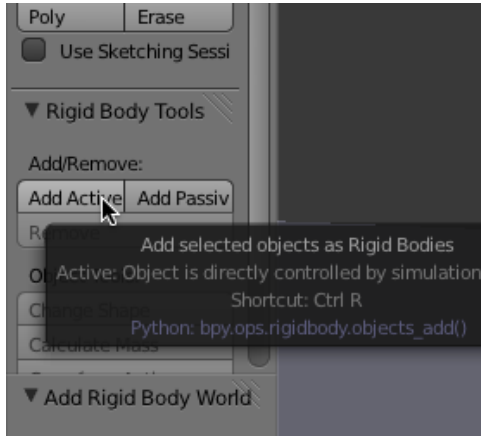 Poly Erase
Use Sketching Sessi
Rigid Body Tools
Add/Remove:
Add Active Add Passiv
Add selected objects as Rigid Bodies
Active: Object is directly controlled by simulation
Shortcut: Ctrl R
Python: bpy.ops.rigidbody.objects_add()
Change Shape
Calculate Mass
Add Rigid Body World